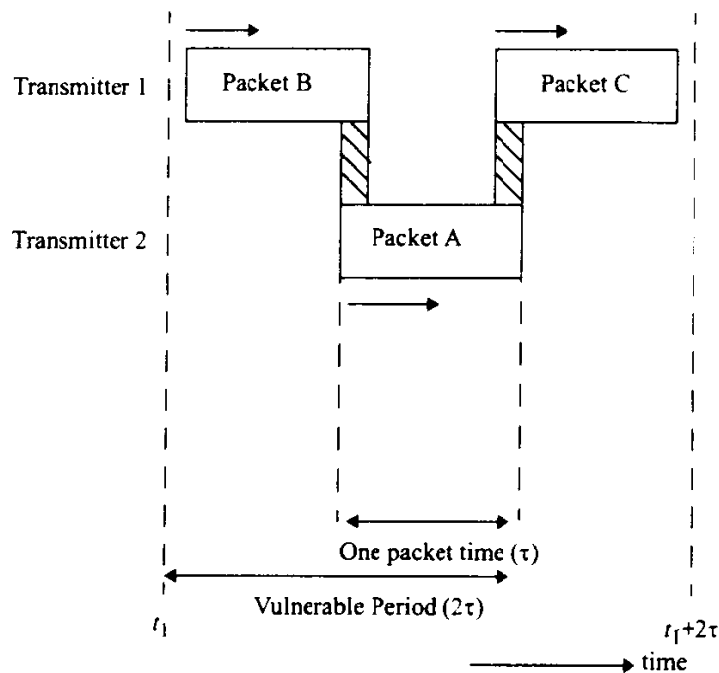 Packet B
Packet C
Transmitter 1
Packet A
Transmitter 2
One packet time (τ)
Vulnerable Period (2τ)
t1
t1+2τ
time